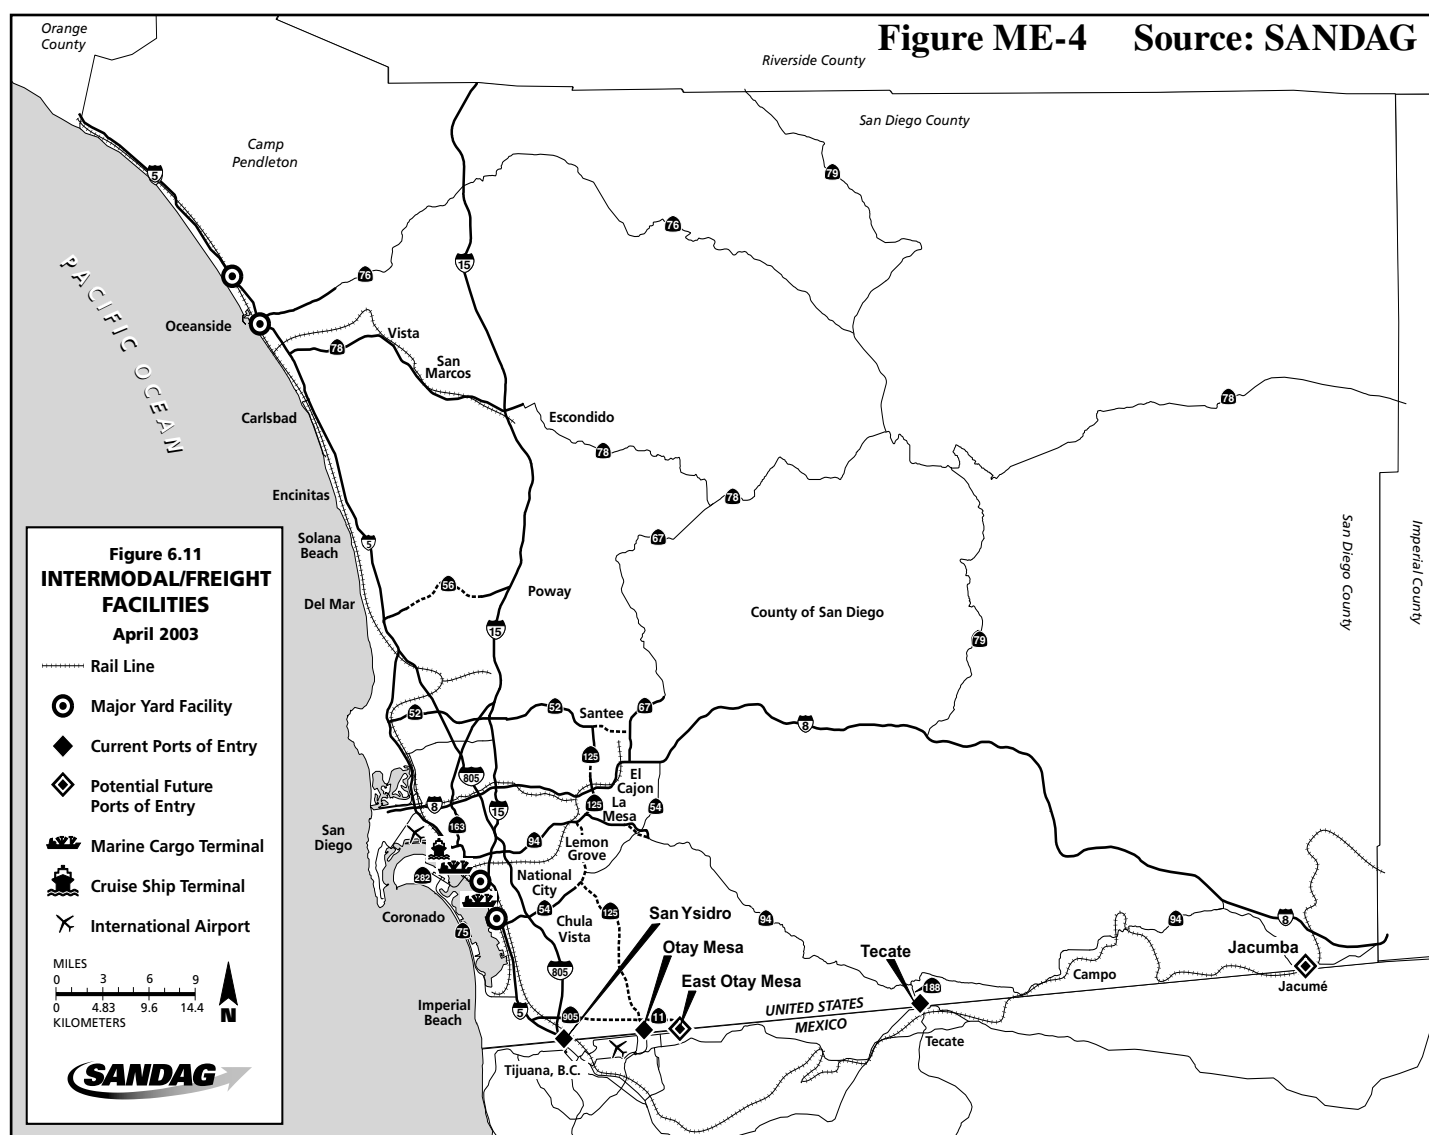 Orange
County
Figure ME-4 Source: SANDAG
Riverside County
San Diego County
Camp
Pendleton
5
79
76
76
15
PACIFIC OCEAN
Oceanside
Vista
78
San
Marcos
Carlsbad
Escondido
78
78
78
Encinitas
67
5
Solana
Beach
San Diego County
Imperial County
56
Poway
Del Mar
County of San Diego
15
79
52
52
Santee
67
8
125
805
El
Cajon
La
Mesa
125
54
8
15
163
San
Diego
94
Lemon
Grove
282
National
City
54
125
Coronado
75
Chula
Vista
San Ysidro
94
94
8
Otay Mesa
Tecate
Jacumba
805
East Otay Mesa
Campo
Jacumé
188
Imperial
Beach
5
905
11
UNITED STATES
MEXICO
Tecate
Tijuana, B.C.
Figure 6.11
INTERMODAL/FREIGHT
FACILITIES
April 2003
Rail Line
Major Yard Facility
Current Ports of Entry
Potential Future
Ports of Entry
Marine Cargo Terminal
Cruise Ship Terminal
International Airport
MILES
0 3 6 9
0 4.83 9.6 14.4
KILOMETERS
N
SANDAG